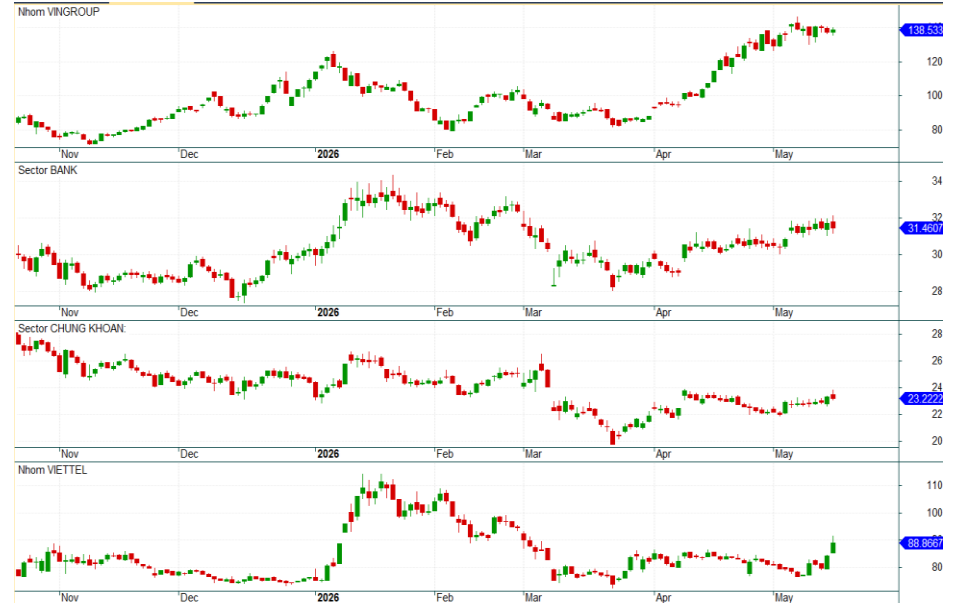 Nhom VINGROUP
138.533
120
100
80
Nov
Dec
2026
Feb
Mar
Apr
May
Sector BANK
34
32
31.4607
30
28
Nov
Dec
2026
Feb
Mar
Apr
May
Sector CHUNG KHOAN:
28
26
24
23.2222
22
20
Nov
Dec
2026
Feb
Mar
Apr
May
Nhom VIETTEL
110
100
88.8667
80
Nov
Dec
2026
Feb
Mar
Apr
May